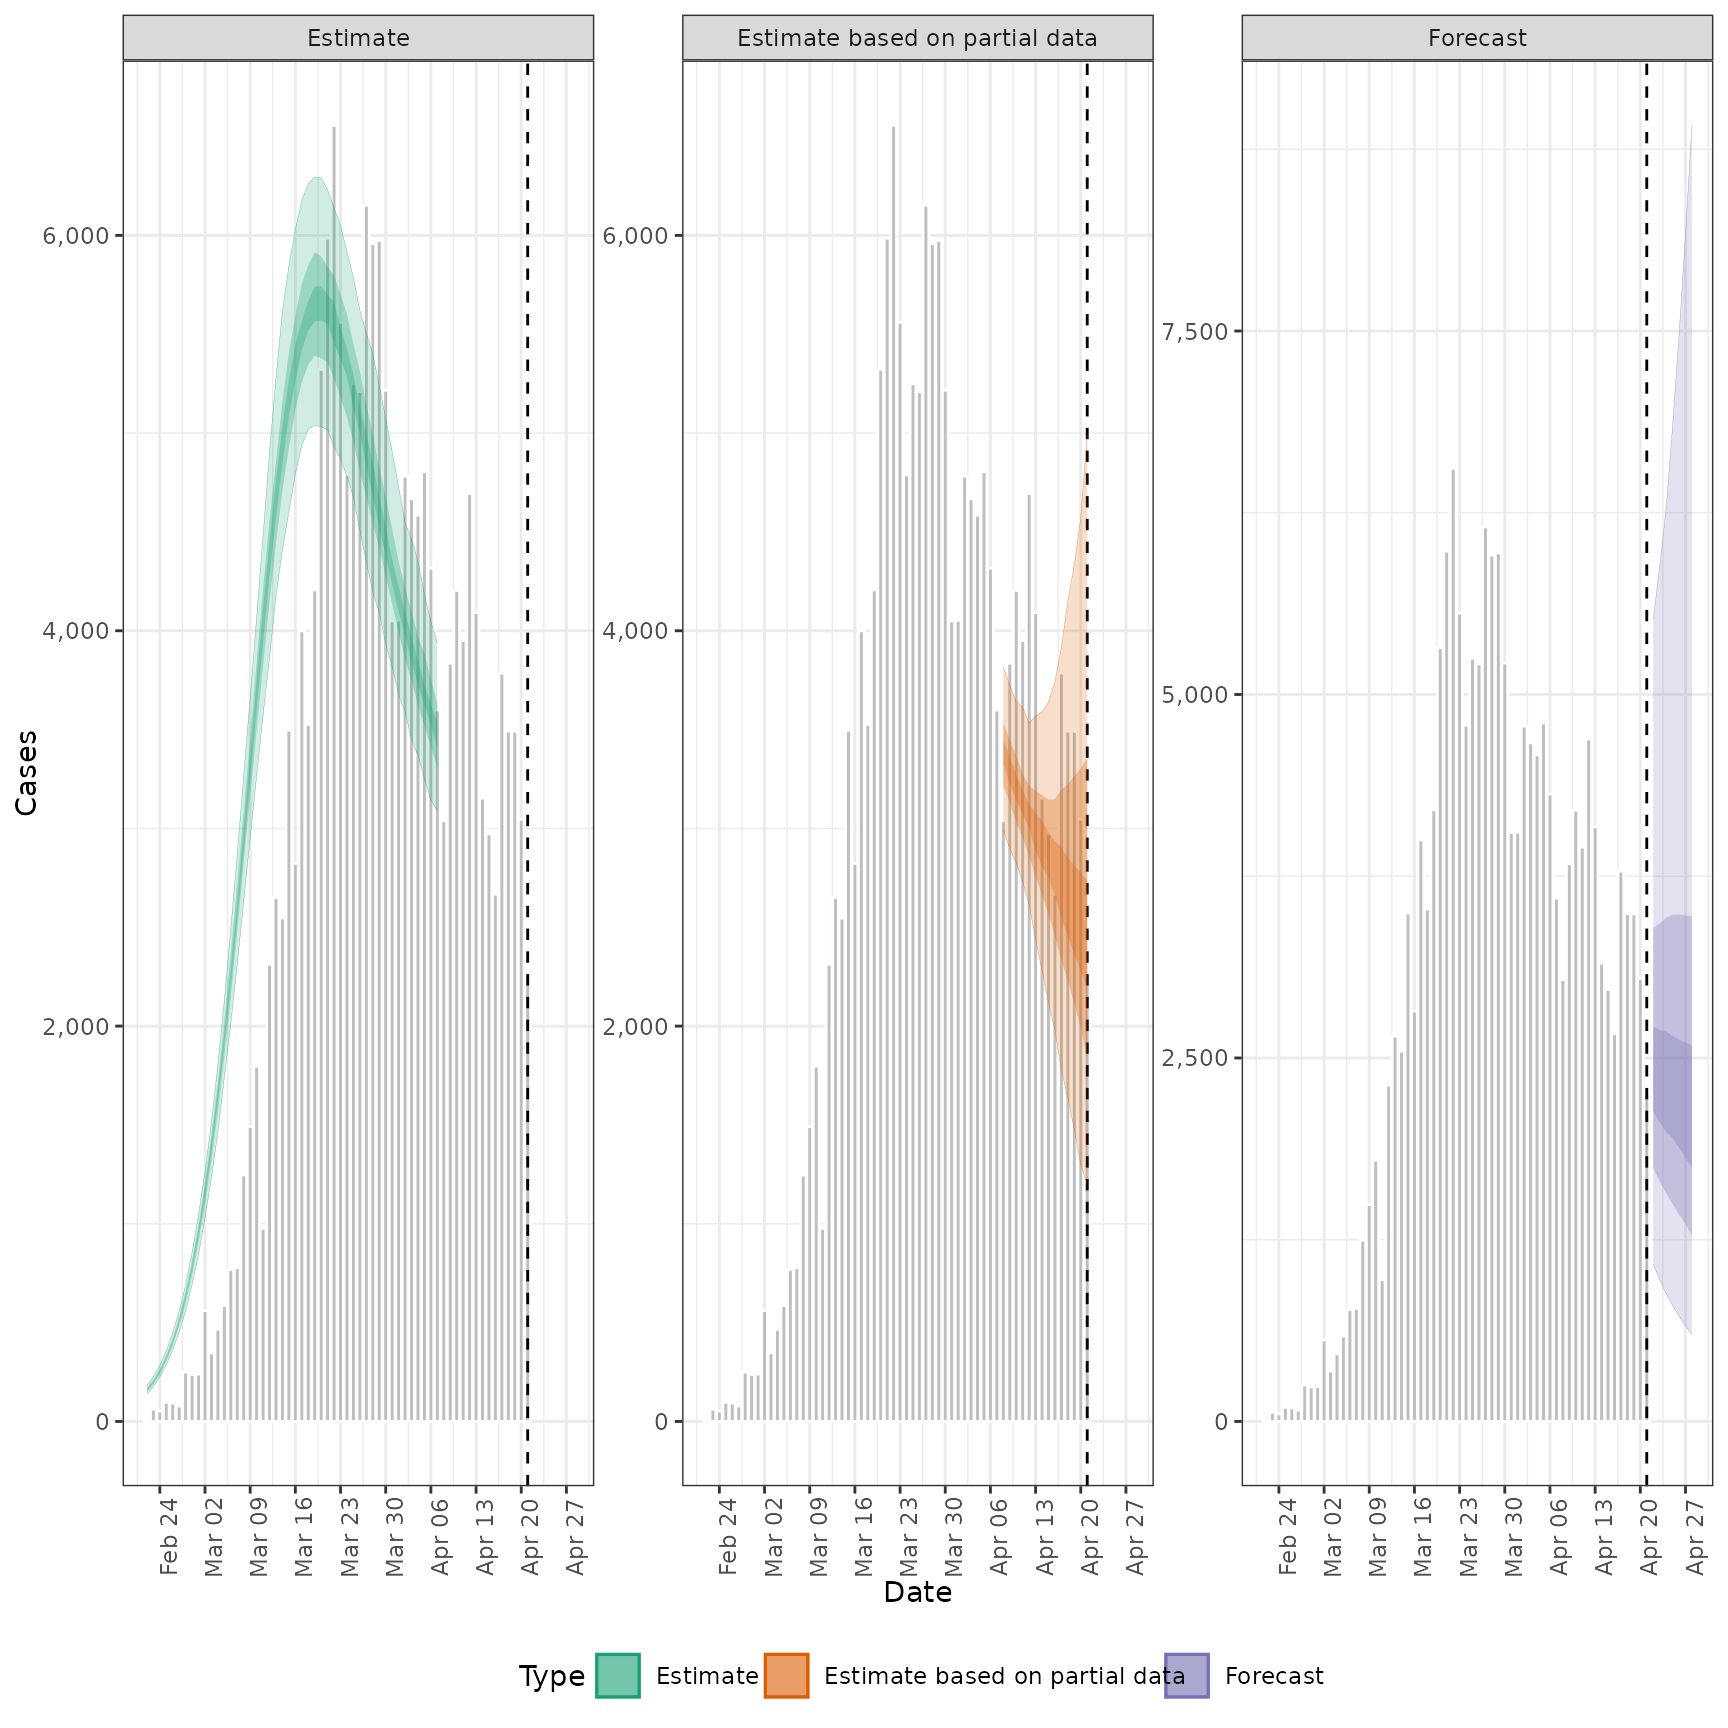 Estimate
Estimate based on partial data
Forecast
Cases
6,000
4,000
2,000
0
6,000
4,000
2,000
0
7,500
5,000
2,500
0
Feb 24
Mar 02
Mar 09
Mar 16
Mar 23
Mar 30
Apr 06
Apr 13
Apr 20
Apr 27
Feb 24
Mar 02
Mar 09
Mar 16
Mar 23
Mar 30
Apr 06
Apr 13
Apr 20
Apr 27
Feb 24
Mar 02
Mar 09
Mar 16
Mar 23
Mar 30
Apr 06
Apr 13
Apr 20
Apr 27
Date
Type Estimate Estimate based on partial data Forecast